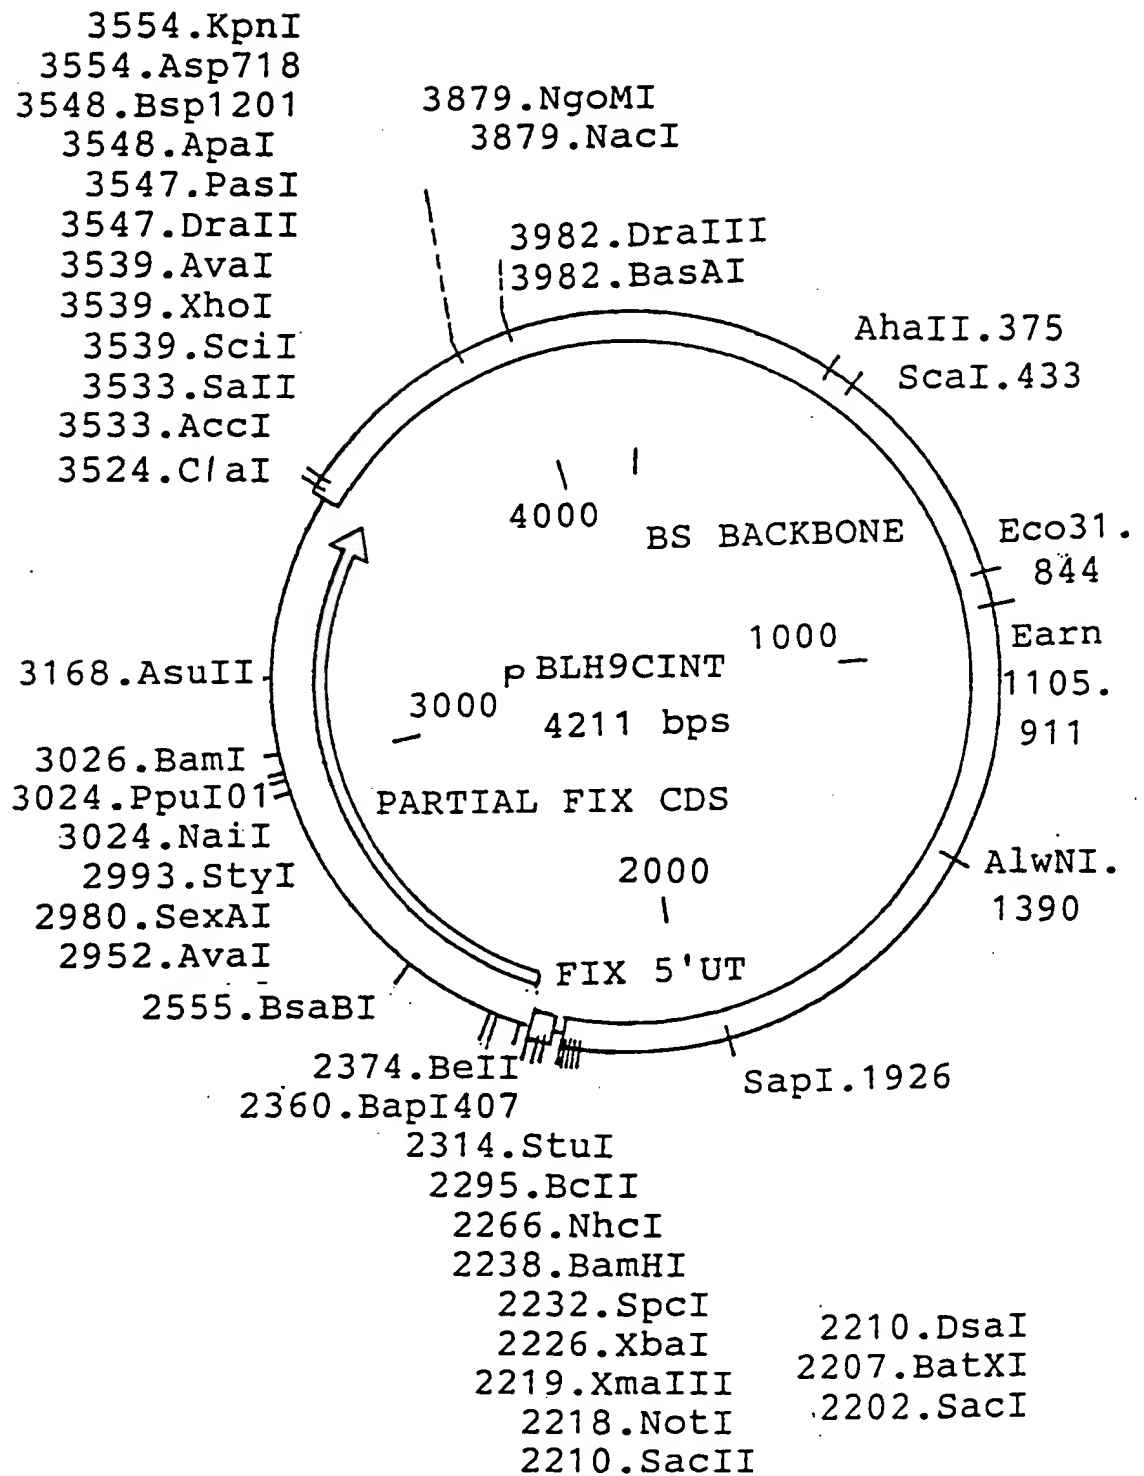 3554.KpnI
3554.Asp718
3548.Bsp1201
3548.ApaI
3547.PasI
3547.DraII
3539.AvaI
3539.XhoI
3539.SciI
3533.SaII
3533.AccI
3524.ClaI
3879.NgoMI
3879.NacI
3982.DraIII
3982.BasAI
AhaII.375
ScaI.433
Eco31.
844
Earn
1105.
911
AlwNI.
1390
SapI.1926
4000
BS BACKBONE
1000
pBLH9CINT
3000
4211 bps
PARTIAL FIX CDS
2000
FIX 5'UT
3168.AsuII
3026.BamI
3024.PpuI01
3024.NaiI
2993.StyI
2980.SexAI
2952.AvaI
2555.BsaBI
2374.BeII
2360.BapI407
2314.StuI
2295.BcII
2266.NhcI
2238.BamHI
2232.SpcI
2226.XbaI
2219.XmaIII
2218.NotI
2210.SacII
2210.DsaI
2207.BatXI
2202.SacI